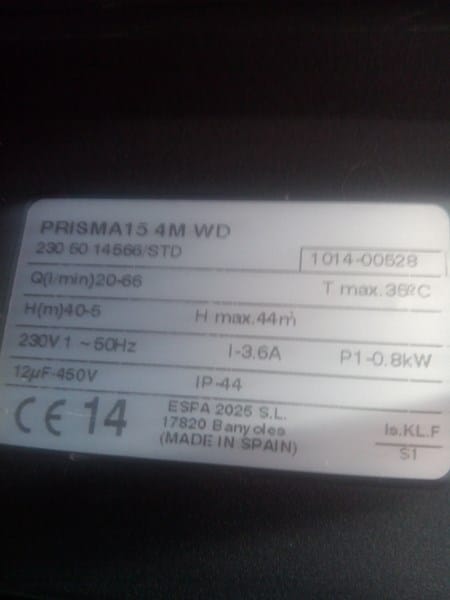 PRISMA15 4M WD
230 50 14566/STD
1014-00528
Q(l/min)20-66
T max.35ºC
H(m)40-5
H max.44m
230V 1 ~ 50Hz
I-3.6A
P1-0.8kW
12µF-450V
IP-44
CE 14
ESPA 2025 S.L.
17820 Banyoles
(MADE IN SPAIN)
Is.KL.F
S1